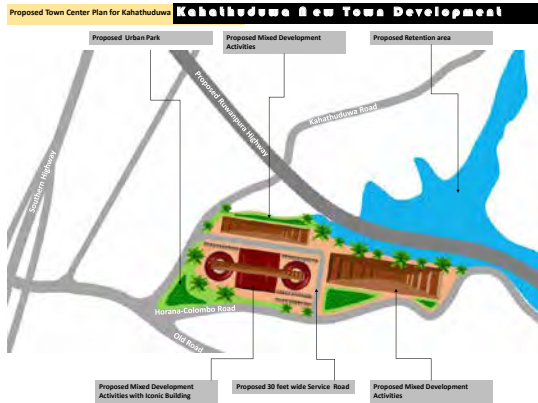 Proposed Town Center Plan for Kahathuduwa
Kahathuduwa New Town Development
Proposed Urban Park
Proposed Mixed Development
Activities
Proposed Retention area
Proposed Ruwanpura Highway
Kahathuduwa Road
Southern Highway
Horana-Colombo Road
Old Road
Proposed Mixed Development
Activities with Iconic Building
Proposed 30 feet wide Service Road
Proposed Mixed Development
Activities